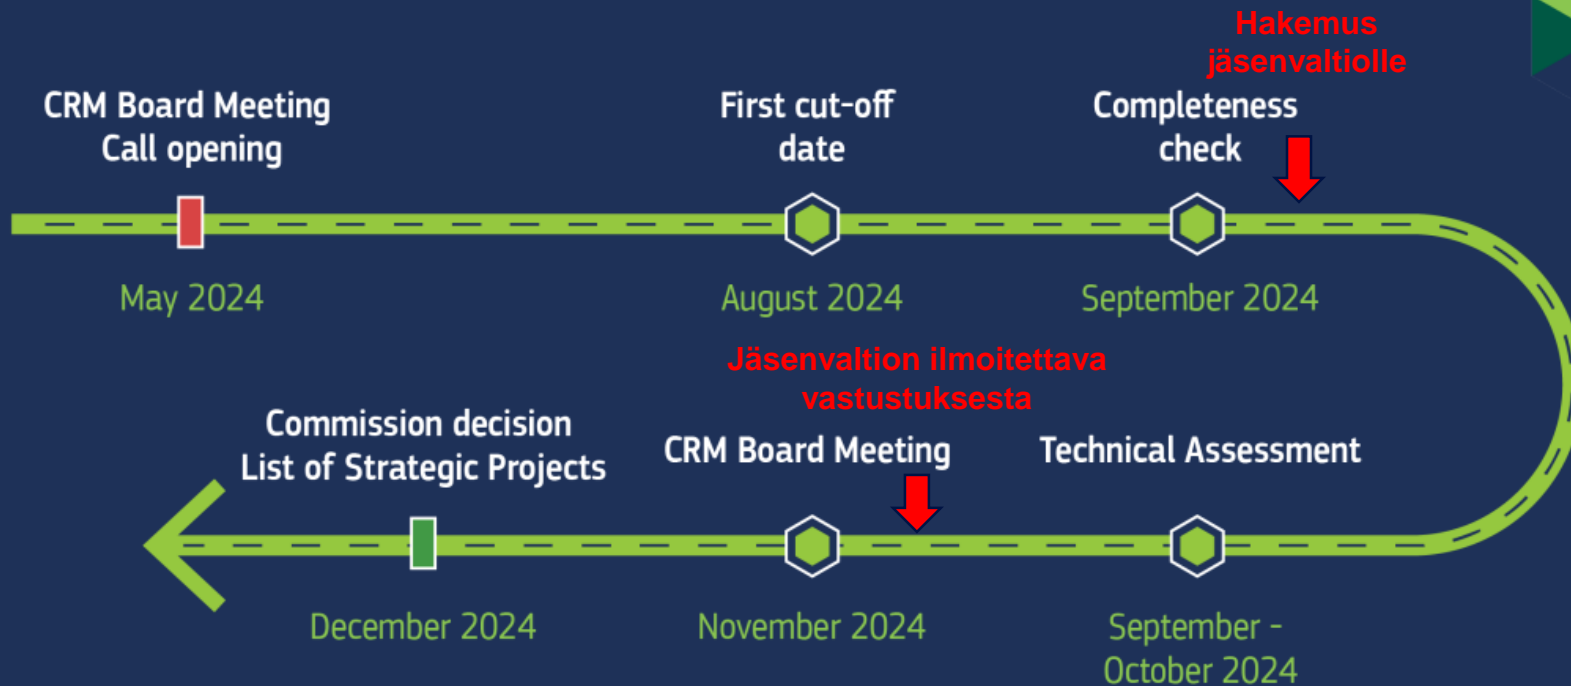 Hakemus
jäsenvaltiolle
CRM Board Meeting
Call opening
First cut-off
date
Completeness
check
May 2024
August 2024
September 2024
Jäsenvaltion ilmoitettava
vastustuksesta
Commission decision
List of Strategic Projects
CRM Board Meeting
Technical Assessment
December 2024
November 2024
September -
October 2024